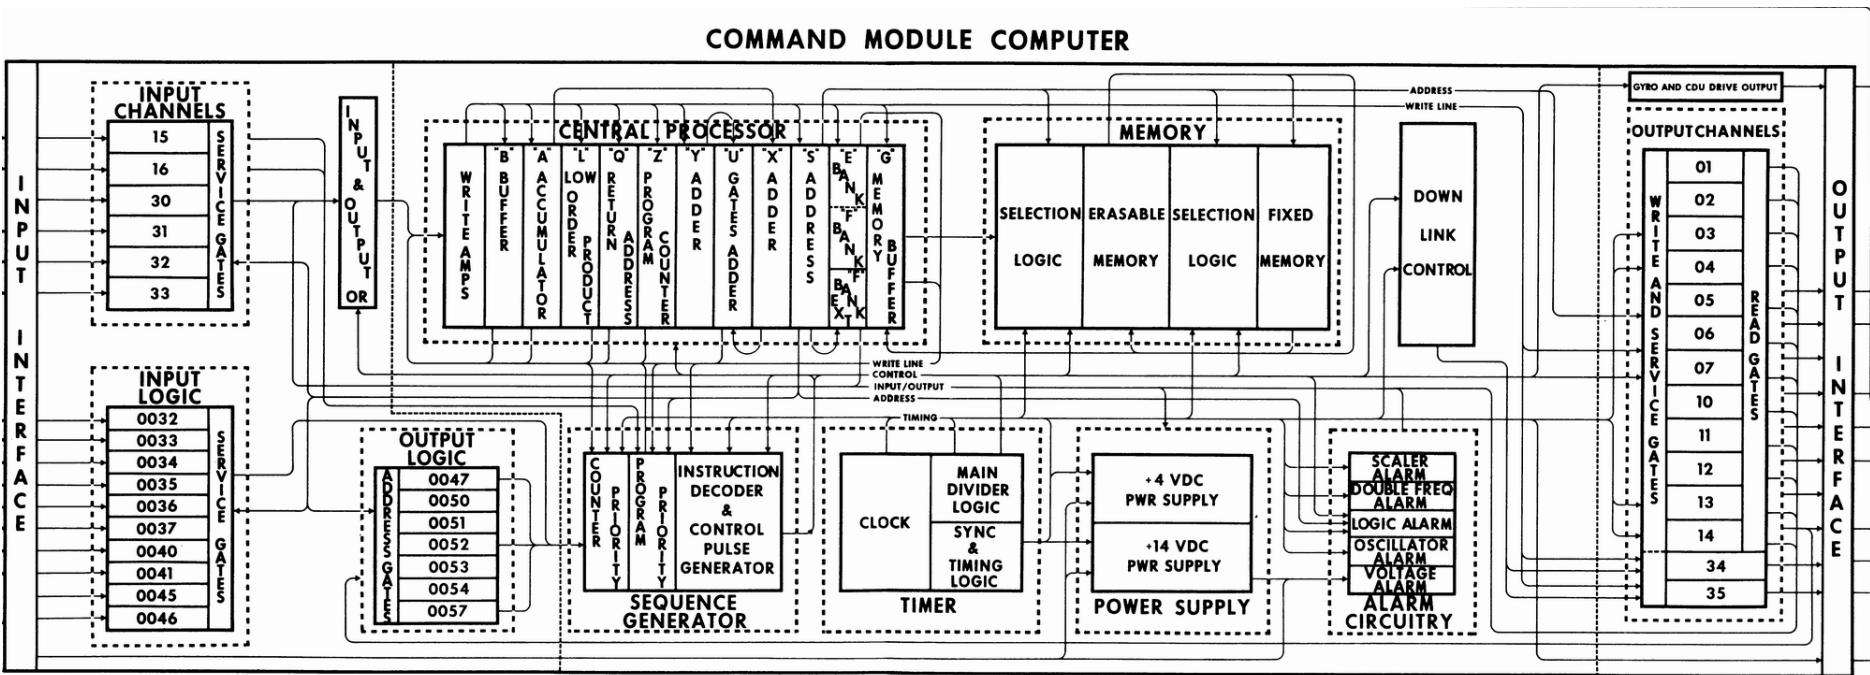 COMMAND MODULE COMPUTER
INPUT INTERFACE
INPUT
CHANNELS
15
16
30
31
32
33
SERVICE GATES
INPUT
LOGIC
0032
0033
0034
0035
0036
0037
0040
0041
0045
0046
SERVICE GATES
INPUT & OUTPUT OR
OUTPUT
LOGIC
ADDRESS GATES
0047
0050
0051
0052
0053
0054
0057
CENTRAL PROCESSOR
WRITE AMPS
"B" BUFFER
"A" ACCUMULATOR
"L" LOW ORDER PRODUCT
"Q" RETURN ADDRESS
"Z" PROGRAM COUNTER
"Y" ADDER
"U" GATES ADDER
"X" ADDER
"S" ADDRESS
"E" BANK
"F" BANK
"F" BANK EXT
"G" MEMORY BUFFER
MEMORY
SELECTION
LOGIC
ERASABLE
MEMORY
SELECTION
LOGIC
FIXED
MEMORY
ADDRESS
WRITE LINE
DOWN
LINK
CONTROL
WRITE LINE
CONTROL
INPUT/OUTPUT
ADDRESS
TIMING
COUNTER PRIORITY
PROGRAM PRIORITY
INSTRUCTION
DECODER
&
CONTROL
PULSE
GENERATOR
SEQUENCE
GENERATOR
CLOCK
MAIN
DIVIDER
LOGIC
SYNC
&
TIMING
LOGIC
TIMER
+4 VDC
PWR SUPPLY
+14 VDC
PWR SUPPLY
POWER SUPPLY
SCALER
ALARM
DOUBLE FREQ
ALARM
LOGIC ALARM
OSCILLATOR
ALARM
VOLTAGE
ALARM
ALARM
CIRCUITRY
GYRO AND CDU DRIVE OUTPUT
OUTPUT CHANNELS
WRITE AND SERVICE GATES
01
02
03
04
05
06
07
10
11
12
13
14
34
35
READ GATES
OUTPUT INTERFACE